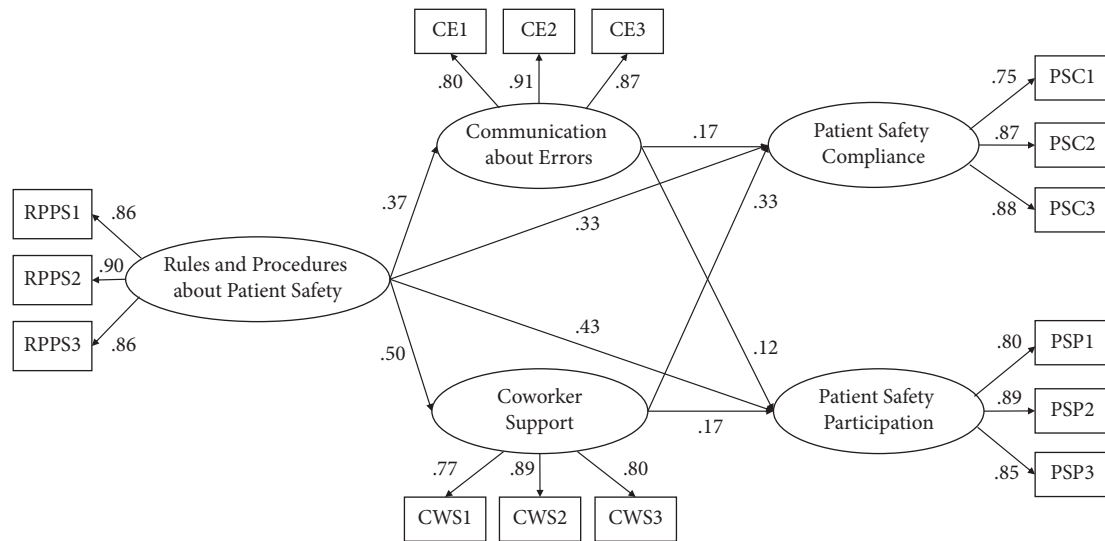 CE1
CE2
CE3
.80
.91
.87
Communication
about Errors
.17
Patient Safety
Compliance
.75
.87
.88
PSC1
PSC2
PSC3
.37
.33
.33
RPPS1
RPPS2
RPPS3
.86
.90
.86
Rules and Procedures
about Patient Safety
.43
.50
.12
Coworker
Support
.17
Patient Safety
Participation
.80
.89
.85
PSP1
PSP2
PSP3
.77
.89
.80
CWS1
CWS2
CWS3